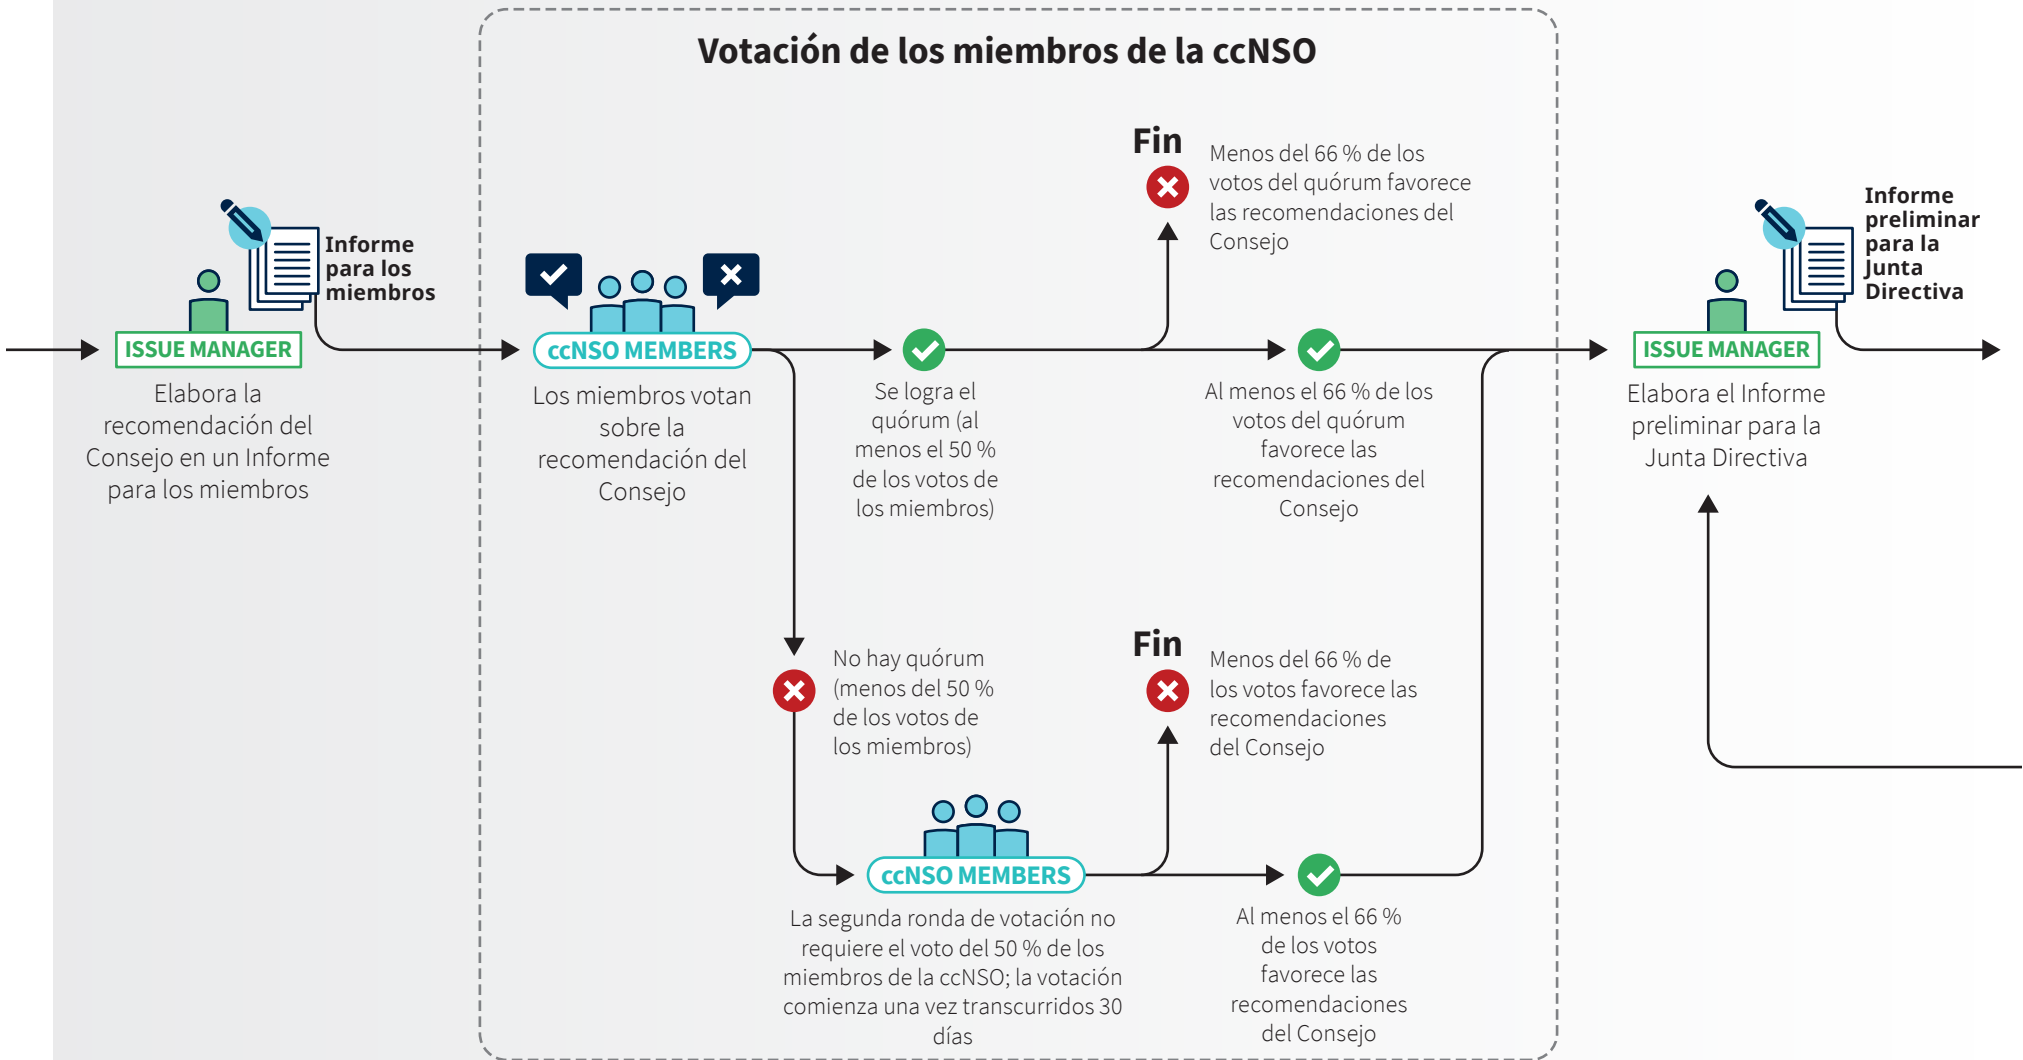 Votación de los miembros de la ccNSO
Informe
para los
miembros
ISSUE MANAGER
Elabora la
recomendación del
Consejo en un Informe
para los miembros
ccNSO MEMBERS
Los miembros votan
sobre la
recomendación del
Consejo
Se logra el
quórum (al
menos el 50 %
de los votos de
los miembros)
Fin
Menos del 66 % de los
votos del quórum favorece
las recomendaciones del
Consejo
Al menos el 66 % de los
votos del quórum
favorece las
recomendaciones del
Consejo
No hay quórum
(menos del 50 %
de los votos de
los miembros)
ccNSO MEMBERS
La segunda ronda de votación no
requiere el voto del 50 % de los
miembros de la ccNSO; la votación
comienza una vez transcurridos 30
días
Fin
Menos del 66 % de
los votos favorece las
recomendaciones
del Consejo
Al menos el 66 %
de los votos
favorece las
recomendaciones
del Consejo
Informe
preliminar
para la
Junta
Directiva
ISSUE MANAGER
Elabora el Informe
preliminar para la
Junta Directiva